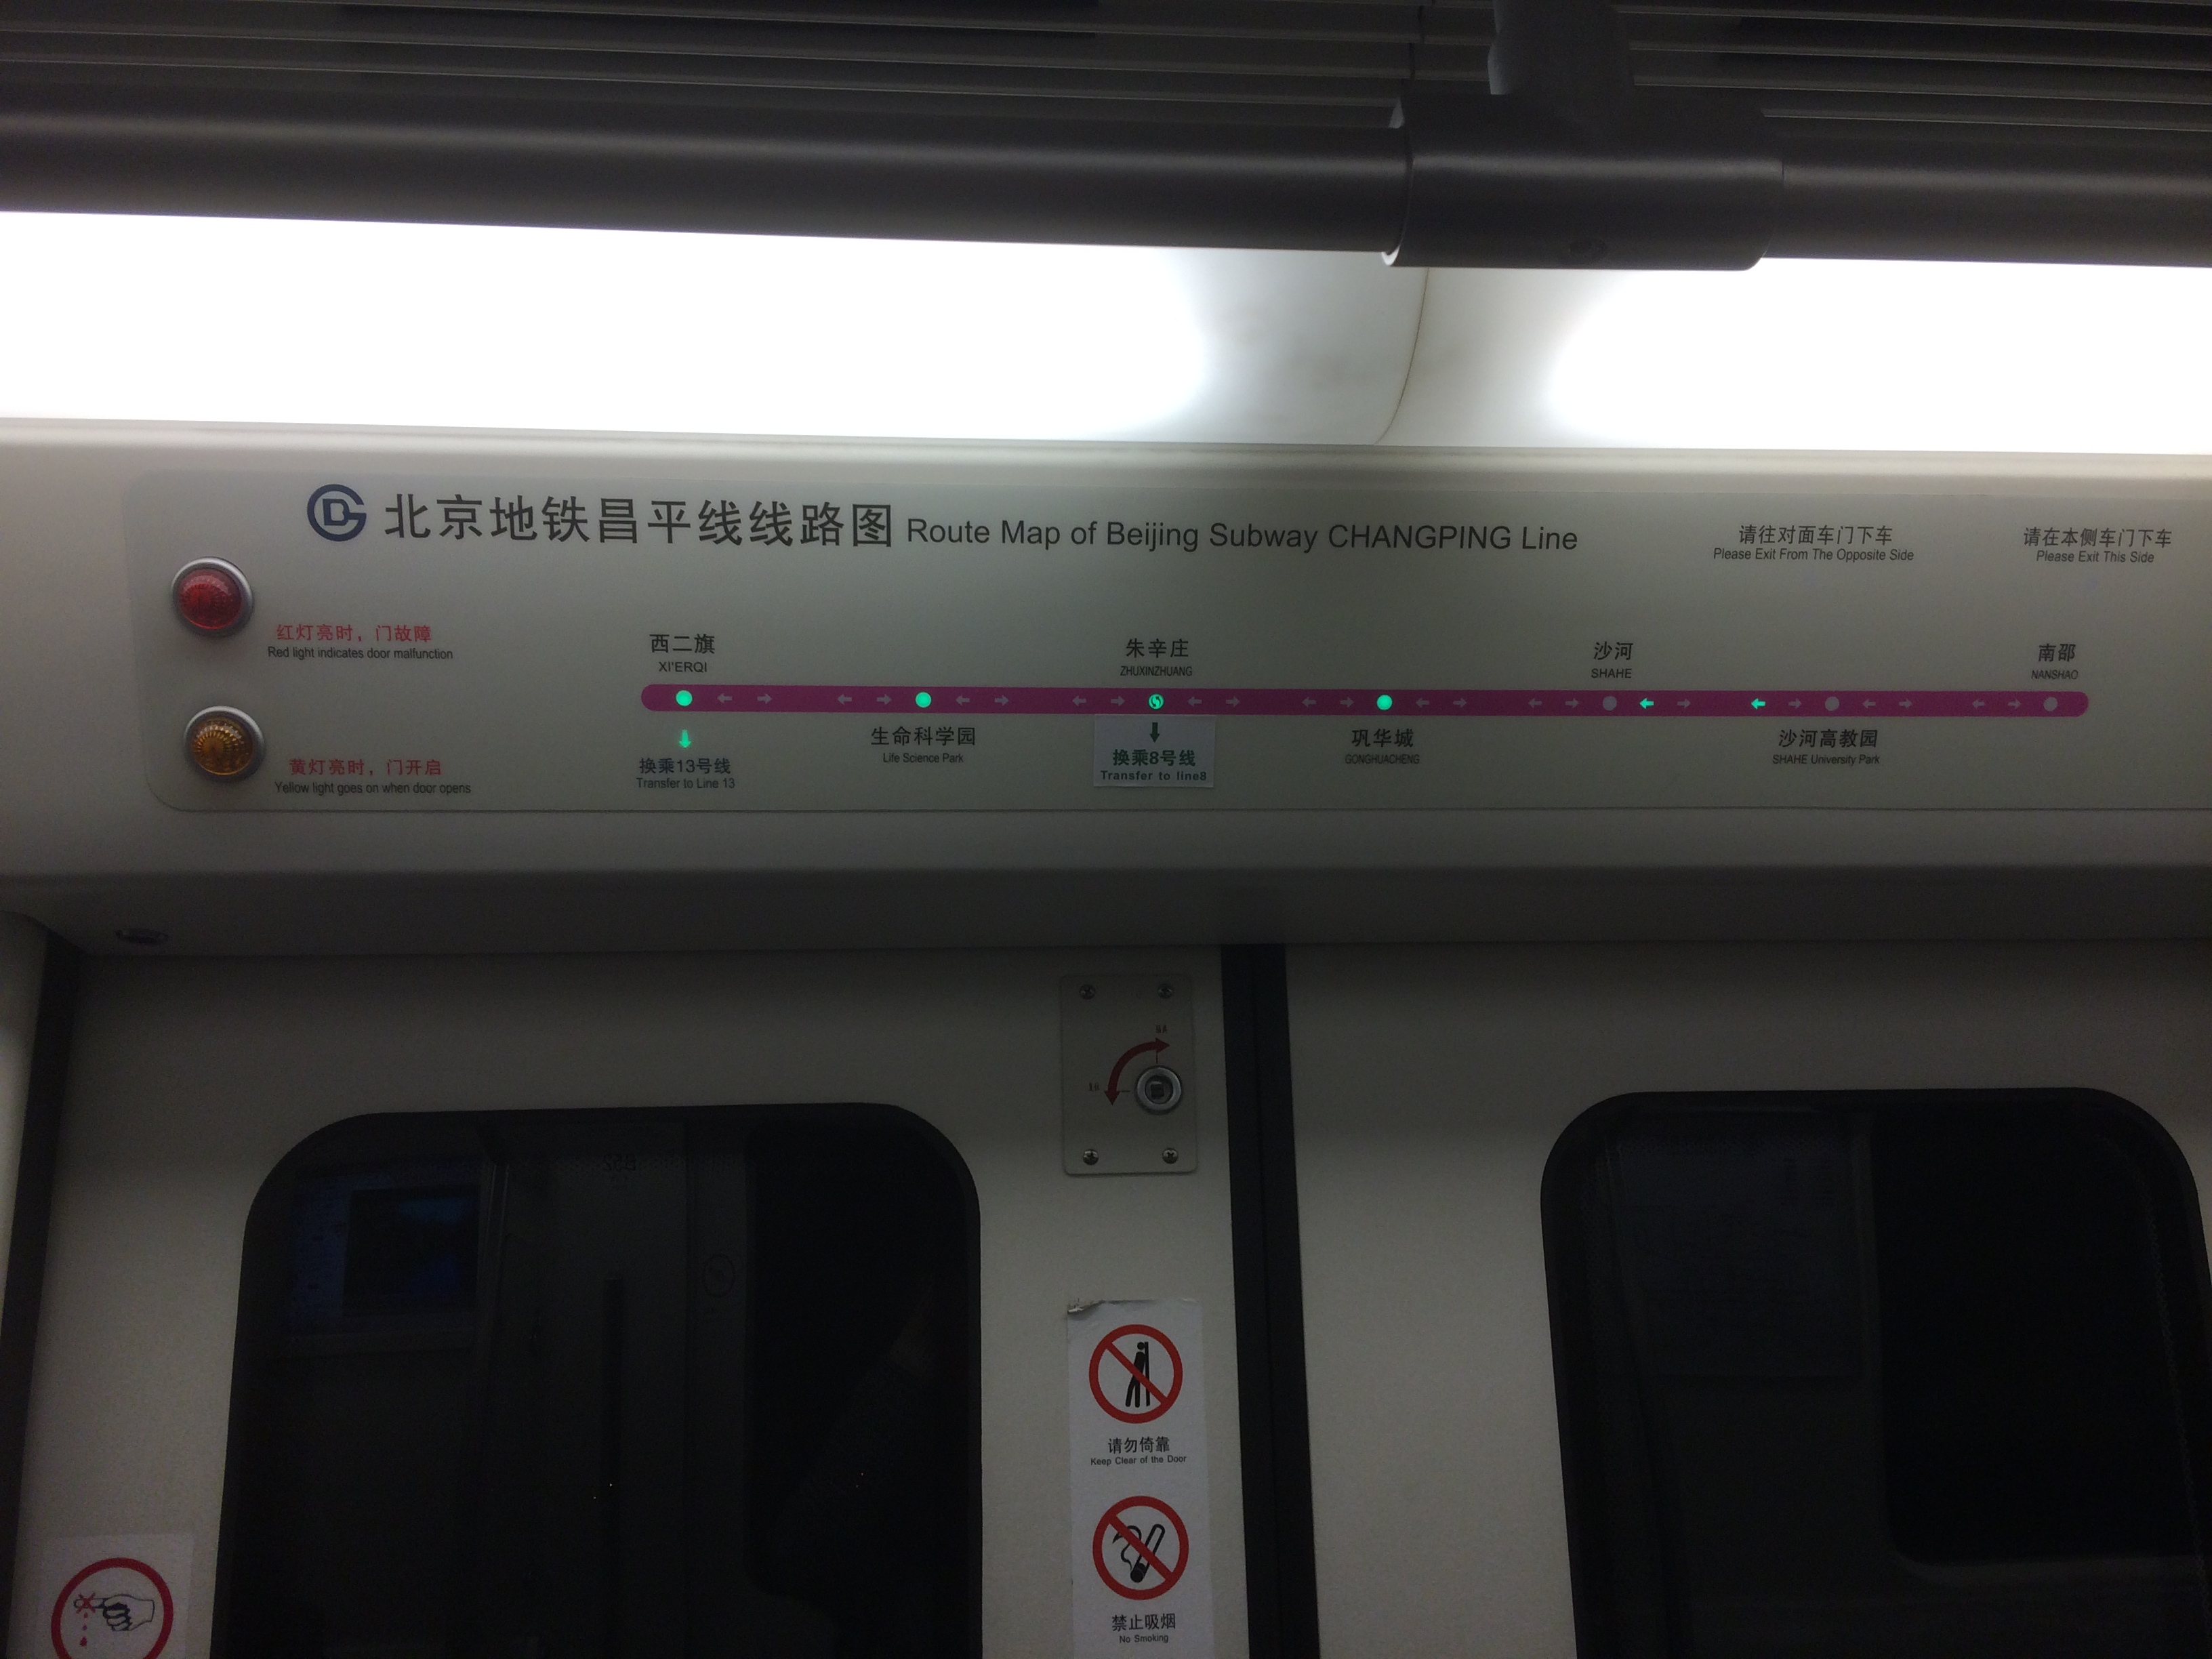 北京地铁昌平线线路图 Route Map of Beijing Subway CHANGPING Line
请往对面车门下车
Please Exit From The Opposite Side
请在本侧车门下车
Please Exit This Side
红灯亮时，门故障
Red light indicates door malfunction
黄灯亮时，门开启
Yellow light goes on when door opens
西二旗
XI'ERQI
换乘13号线
Transfer to Line 13
生命科学园
Life Science Park
朱辛庄
ZHUXINZHUANG
换乘8号线
Transfer to line8
巩华城
GONGHUACHENG
沙河
SHAHE
沙河高教园
SHAHE University Park
南邵
NANSHAO
请勿倚靠
Keep Clear of the Door
禁止吸烟
No Smoking